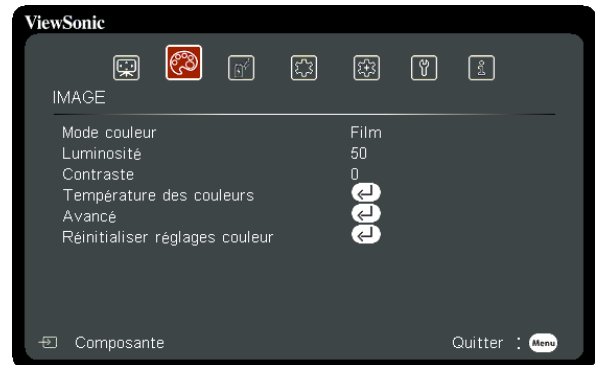 ViewSonic
IMAGE
Mode couleur Film
Luminosité 50
Contraste 0
Température des couleurs
Avancé
Réinitialiser réglages couleur
Composante Quitter : Menu